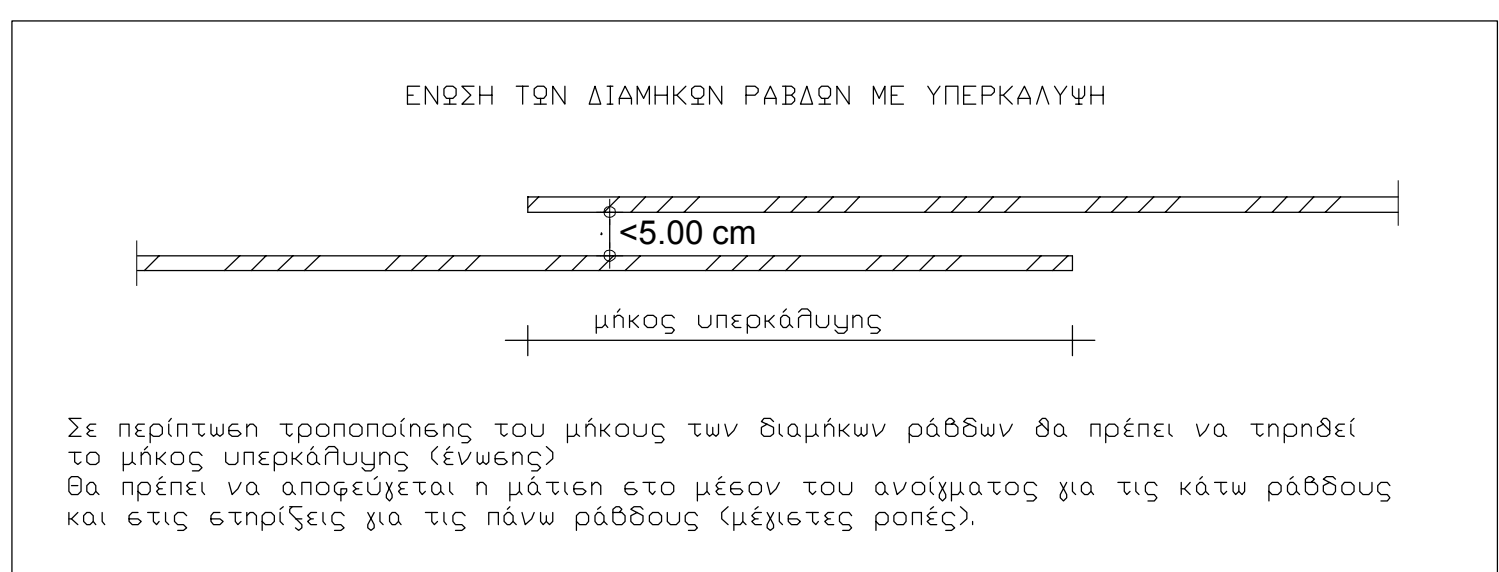 ΕΝΩΣΗ ΤΩΝ ΔΙΑΜΗΚΩΝ ΡΑΒΔΩΝ ΜΕ ΥΠΕΡΚΑΛΥΨΗ
<5.00 cm
μήκος υπερκάλυψης
Σε περίπτωση τροποποίησης του μήκους των διαμήκων ράβδων θα πρέπει να τηρηθεί
το μήκος υπερκάλυψης (ένωσης)
Θα πρέπει να αποφεύγεται η μάτιση στο μέσον του ανοίγματος για τις κάτω ράβδους
και στις στηρίξεις για τις πάνω ράβδους (μέγιστες ροπές).